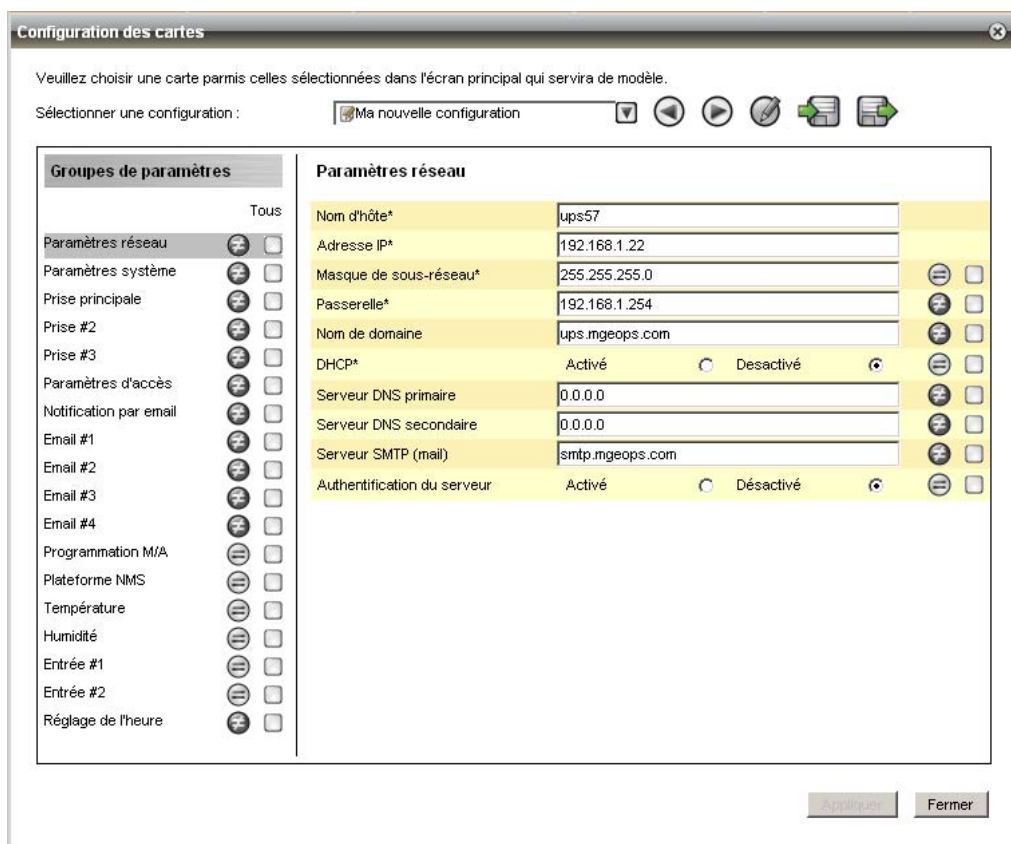 Configuration des cartes
Veuillez choisir une carte parmis celles sélectionnées dans l'écran principal qui servira de modèle.
Sélectionner une configuration :
Ma nouvelle configuration
Groupes de paramètres
Tous
Paramètres réseau
Paramètres système
Prise principale
Prise #2
Prise #3
Paramètres d'accès
Notification par email
Email #1
Email #2
Email #3
Email #4
Programmation M/A
Plateforme NMS
Température
Humidité
Entrée #1
Entrée #2
Réglage de l'heure
Paramètres réseau
Nom d'hôte* ups57
Adresse IP* 192.168.1.22
Masque de sous-réseau* 255.255.255.0
Passerelle* 192.168.1.254
Nom de domaine ups.mgeops.com
DHCP* Activé Desactivé
Serveur DNS primaire 0.0.0.0
Serveur DNS secondaire 0.0.0.0
Serveur SMTP (mail) smtp.mgeops.com
Authentification du serveur Activé Désactivé
Appliquer Fermer